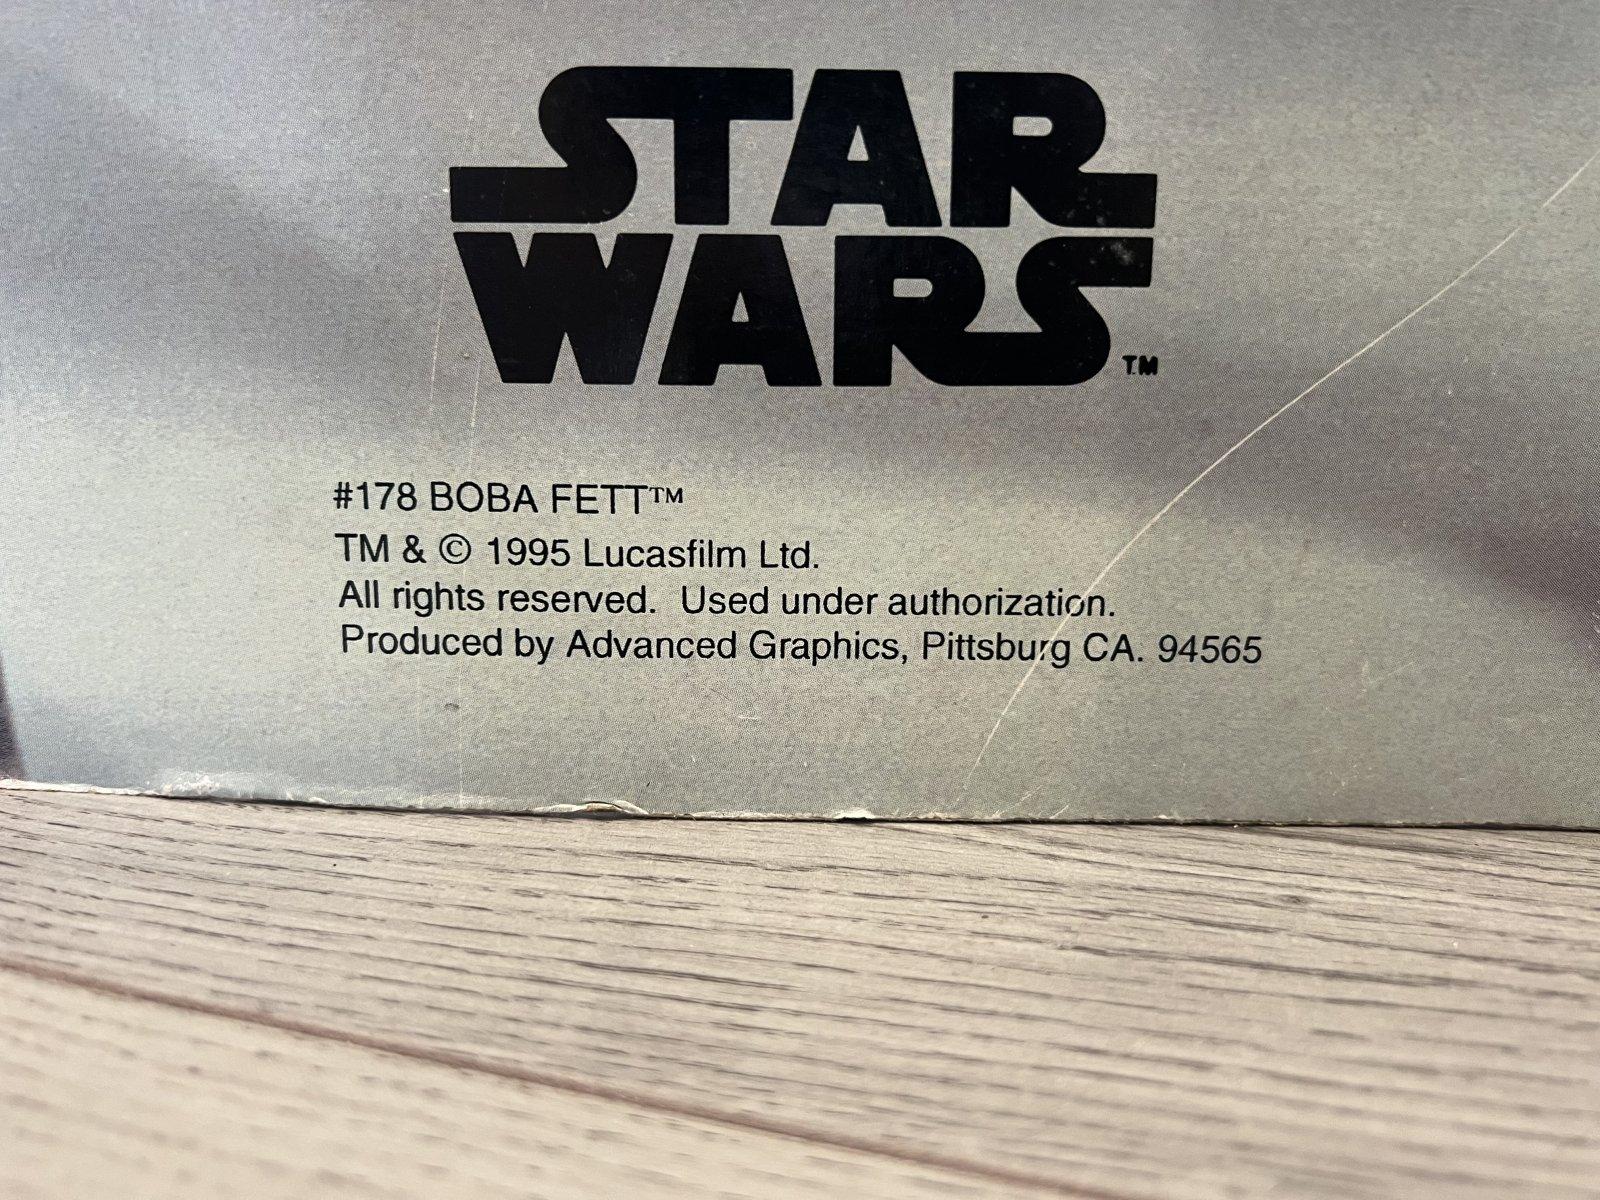 STAR
WARS TM
#178 BOBA FETT™
TM & © 1995 Lucasfilm Ltd.
All rights reserved.  Used under authorization.
Produced by Advanced Graphics, Pittsburg CA. 94565